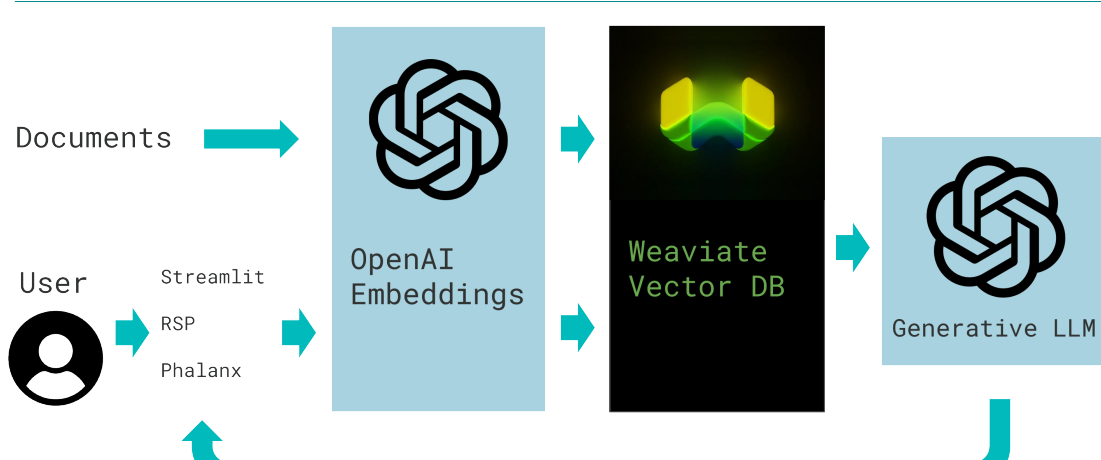 Documents
User
Streamlit
RSP
Phalanx
OpenAI
Embeddings
Weaviate
Vector DB
Generative LLM